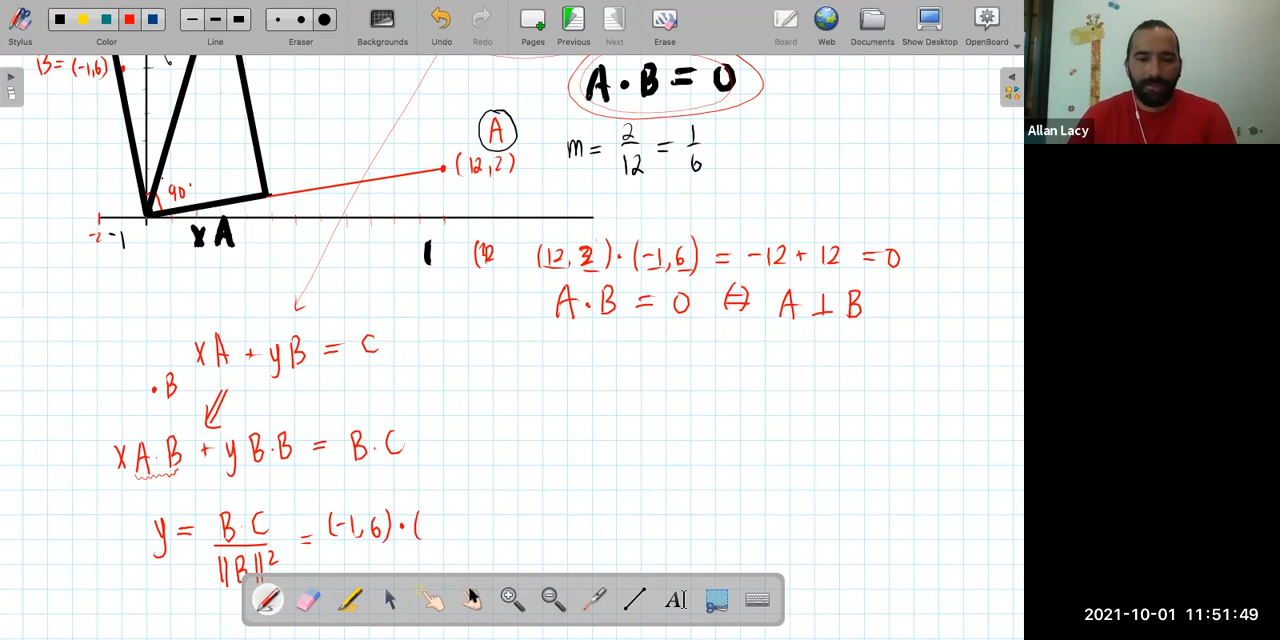 Stylus Color Line Eraser Backgrounds Undo Redo Pages Previous Next Erase Board Web Documents Show Desktop OpenBoard
Allan Lacy
B = (-1,6)
6
A · B = 0
A
(12, 2)
m = 2/12 = 1/6
90°
-2 -1
xA
(12, 2) · (-1, 6) = -12 + 12 = 0
A · B = 0 ⇔ A ⊥ B
xA + yB = C
· B
xA·B + yB·B = B·C
y = B·C / ||B||² = (-1,6) · (
2021-10-01 11:51:49